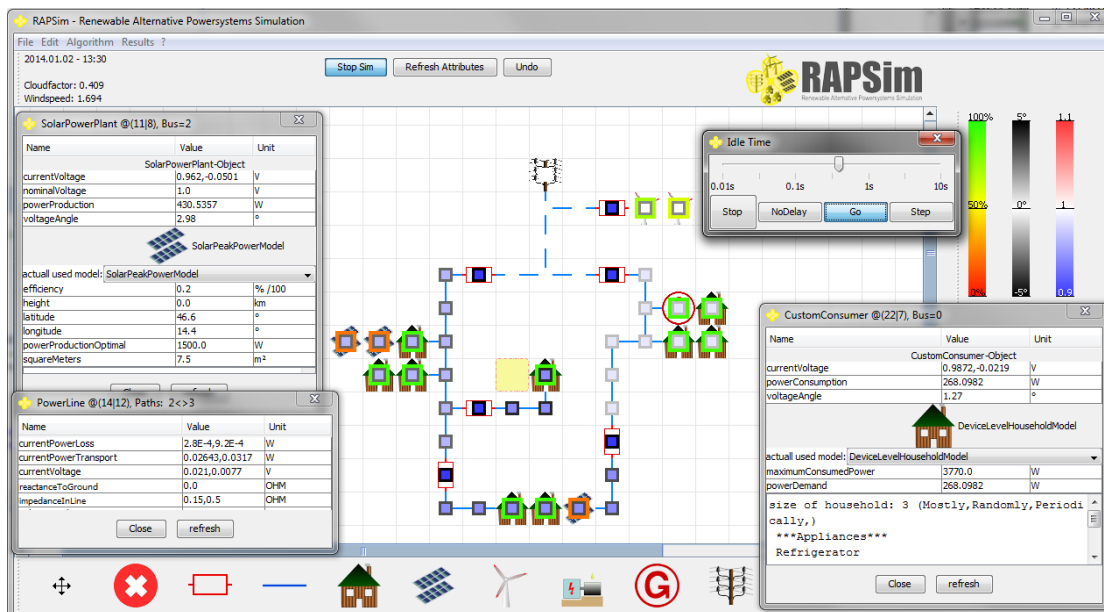 RAPSim - Renewable Alternative Powersystems Simulation
File Edit Algorithm Results ?
2014.01.02 - 13:30
Cloudfactor: 0.409
Windspeed: 1.694
Stop Sim
Refresh Attributes
Undo
RAPSim
Renewable Alternative Powersystems Simulation
SolarPowerPlant @(11|8), Bus=2
Name Value Unit
SolarPowerPlant-Object
currentVoltage 0.962,-0.0501 V
nominalVoltage 1.0 V
powerProduction 430.5357 W
voltageAngle 2.98 °
SolarPeakPowerModel
actuall used model: SolarPeakPowerModel
efficiency 0.2 % /100
height 0.0 km
latitude 46.6 °
longitude 14.4 °
powerProductionOptimal 1500.0 W
squareMeters 7.5 m²
PowerLine @(14|12), Paths: 2<>3
Name Value Unit
currentPowerLoss 2.8E-4,9.2E-4 W
currentPowerTransport 0.02643,0.0317 W
currentVoltage 0.021,0.0077 V
reactanceToGround 0.0 OHM
impedanceInLine 0.15,0.5 OHM
Close refresh
Idle Time
0.01s 0.1s 1s 10s
Stop NoDelay Go Step
100% 5° 1.1
50% 0° 1
0% -5° 0.9
CustomConsumer @(22|7), Bus=0
Name Value Unit
CustomConsumer-Object
currentVoltage 0.9872,-0.0219 V
powerConsumption 268.0982 W
voltageAngle 1.27 °
DeviceLevelHouseholdModel
actuall used model: DeviceLevelHouseholdModel
maximumConsumedPower 3770.0 W
powerDemand 268.0982 W
size of household: 3 (Mostly,Randomly,Periodi
cally,)
***Appliances***
Refrigerator
Close refresh
G